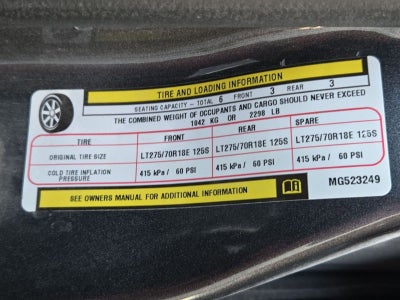 TIRE AND LOADING INFORMATION
SEATING CAPACITY - TOTAL 6 FRONT 3 REAR 3
THE COMBINED WEIGHT OF OCCUPANTS AND CARGO SHOULD NEVER EXCEED
1042 KG OR 2298 LB
TIRE FRONT REAR SPARE
ORIGINAL TIRE SIZE LT275/70R18E 125S LT275/70R18E 125S LT275/70R18E 125S
COLD TIRE INFLATION PRESSURE 415 kPa / 60 PSI 415 kPa / 60 PSI 415 kPa / 60 PSI
SEE OWNERS MANUAL FOR ADDITIONAL INFORMATION
MG523249